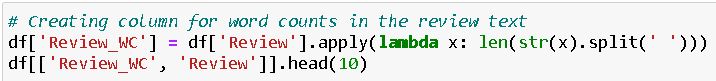 # Creating column for word counts in the review text
df['Review_WC'] = df['Review'].apply(lambda x: len(str(x).split(' ')))
df[['Review_WC', 'Review']].head(10)